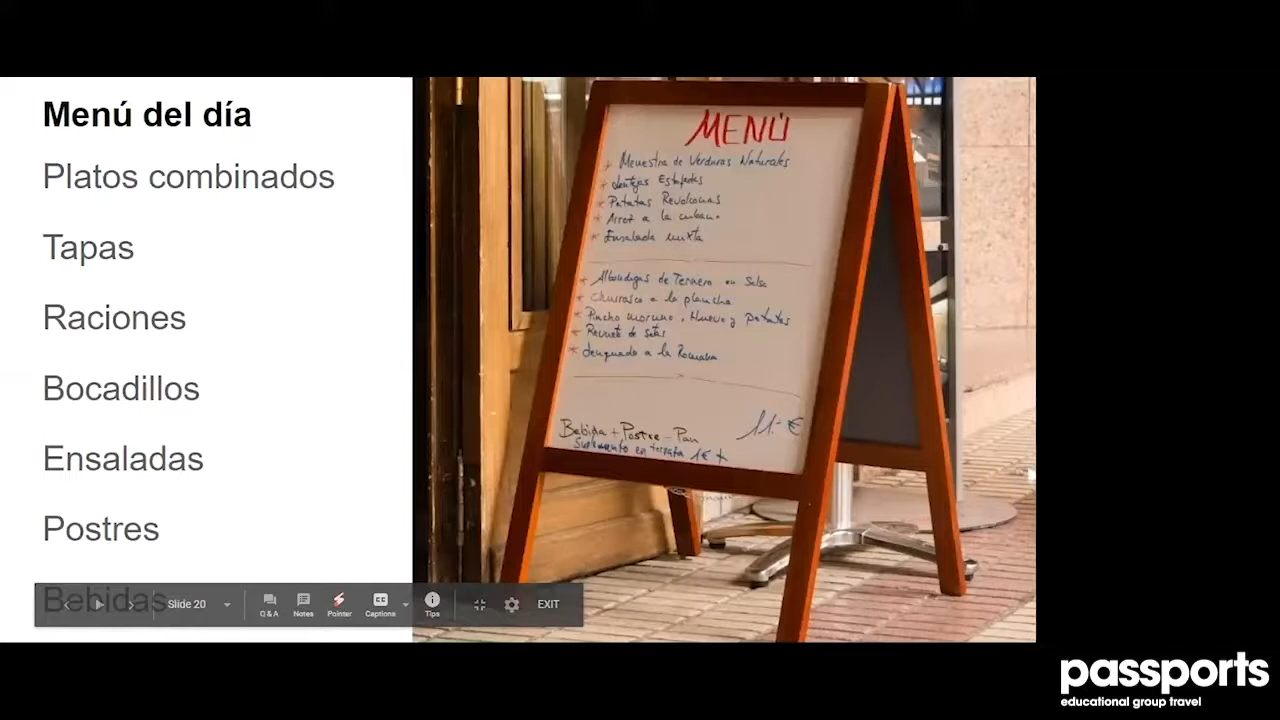 Menú del día
Platos combinados
Tapas
Raciones
Bocadillos
Ensaladas
Postres
Bebidas
Slide 20
Q & A
Notes
Pointer
Captions
Tips
EXIT
MENÚ
* Menestra de Verduras Naturales
* Lentejas Estofadas
* Patatas Revolconas
* Arroz a la cubana
* Ensalada mixta
* Albondigas de Ternera en Salsa
* Churrasco a la plancha
* Pincho moruno, Huevo y patatas
* Revuelto de Setas
* Lenguado a la Romana
11.- €
Bebida + Postre - Pan
Suplemento en terraza 1€ +
passports
educational group travel